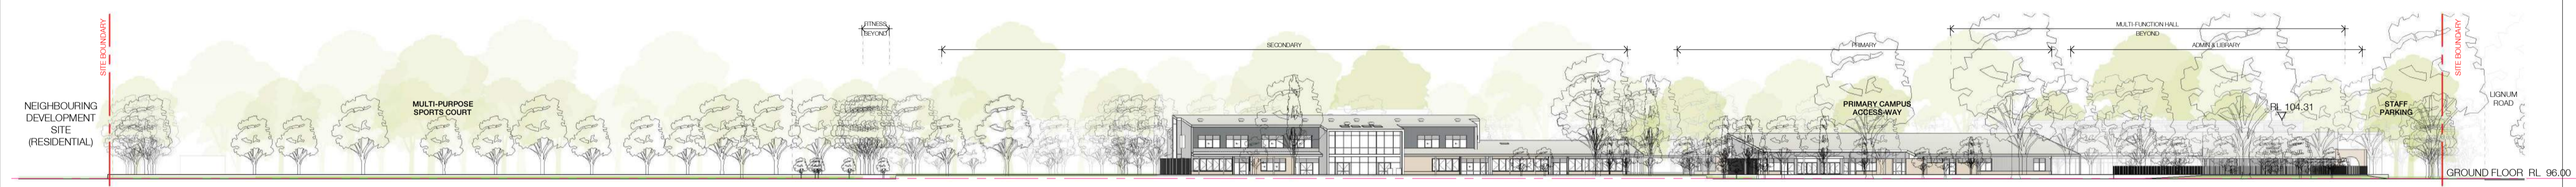 SITE BOUNDARY
NEIGHBOURING
DEVELOPMENT
SITE
(RESIDENTIAL)
MULTI-PURPOSE
SPORTS COURT
FITNESS
BEYOND
SECONDARY
PRIMARY
MULTI-FUNCTION HALL
BEYOND
ADMIN & LIBRARY
PRIMARY CAMPUS
ACCESS-WAY
RL 104.31
STAFF
PARKING
SITE BOUNDARY
LIGNUM
ROAD
GROUND FLOOR RL 96.00